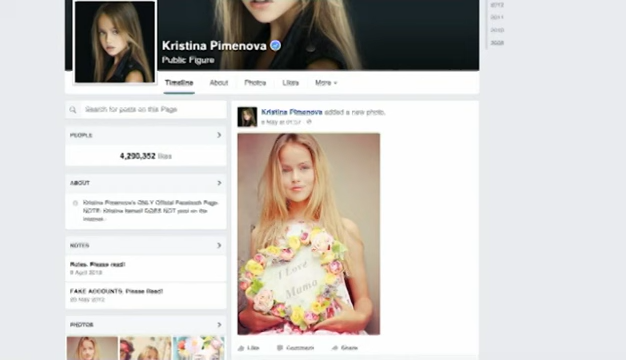 Kristina Pimenova
Public Figure
Timeline
About
Photos
Likes
More
Search for posts on this Page
PEOPLE
4,200,352 likes
ABOUT
Kristina Pimenova's ONLY Official Facebook Page.
NOTE: Kristina herself DOES NOT post on the
NOTES
Rules. Please read!
FAKE ACCOUNTS. Please Read!
PHOTOS
Kristina Pimenova added a new photo.
I Love
Mama
Like
Comment
Share